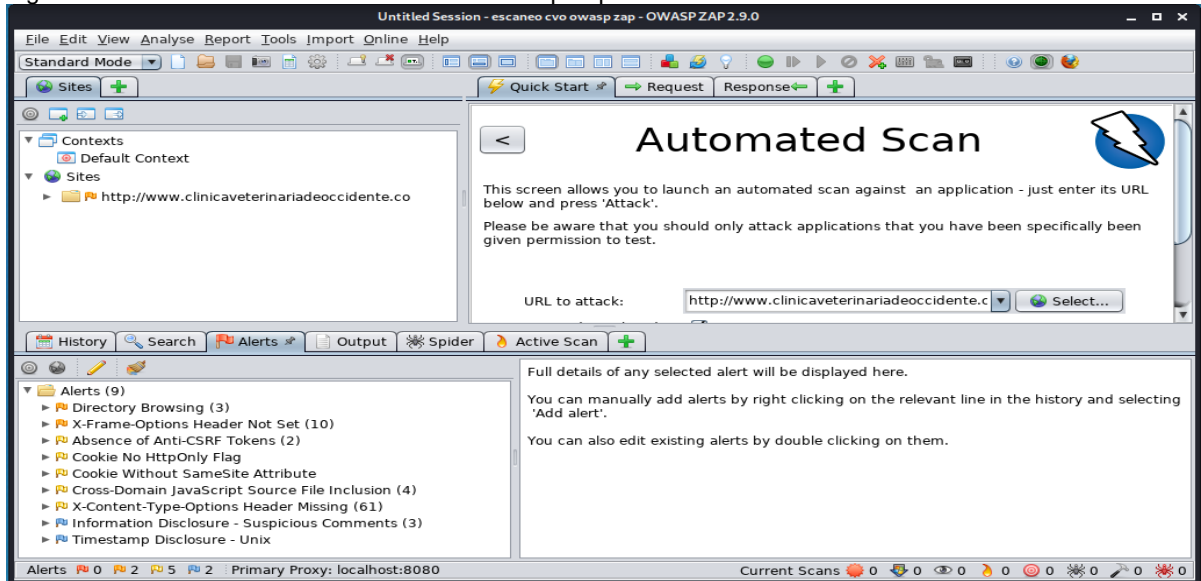 Untitled Session - escaneo cvo owasp zap - OWASP ZAP 2.9.0
File Edit View Analyse Report Tools Import Online Help
Standard Mode
Sites
Quick Start
Request
Response
Contexts
Default Context
Sites
http://www.clinicaveterinariadeoccidente.co
<
Automated Scan
This screen allows you to launch an automated scan against an application - just enter its URL
below and press 'Attack'.
Please be aware that you should only attack applications that you have been specifically been
given permission to test.
URL to attack:
http://www.clinicaveterinariadeoccidente.c
Select...
History
Search
Alerts
Output
Spider
Active Scan
Alerts (9)
Directory Browsing (3)
X-Frame-Options Header Not Set (10)
Absence of Anti-CSRF Tokens (2)
Cookie No HttpOnly Flag
Cookie Without SameSite Attribute
Cross-Domain JavaScript Source File Inclusion (4)
X-Content-Type-Options Header Missing (61)
Information Disclosure - Suspicious Comments (3)
Timestamp Disclosure - Unix
Full details of any selected alert will be displayed here.
You can manually add alerts by right clicking on the relevant line in the history and selecting
'Add alert'.
You can also edit existing alerts by double clicking on them.
Alerts 0 2 5 2 Primary Proxy: localhost:8080
Current Scans 0 0 0 0 0 0 0 0